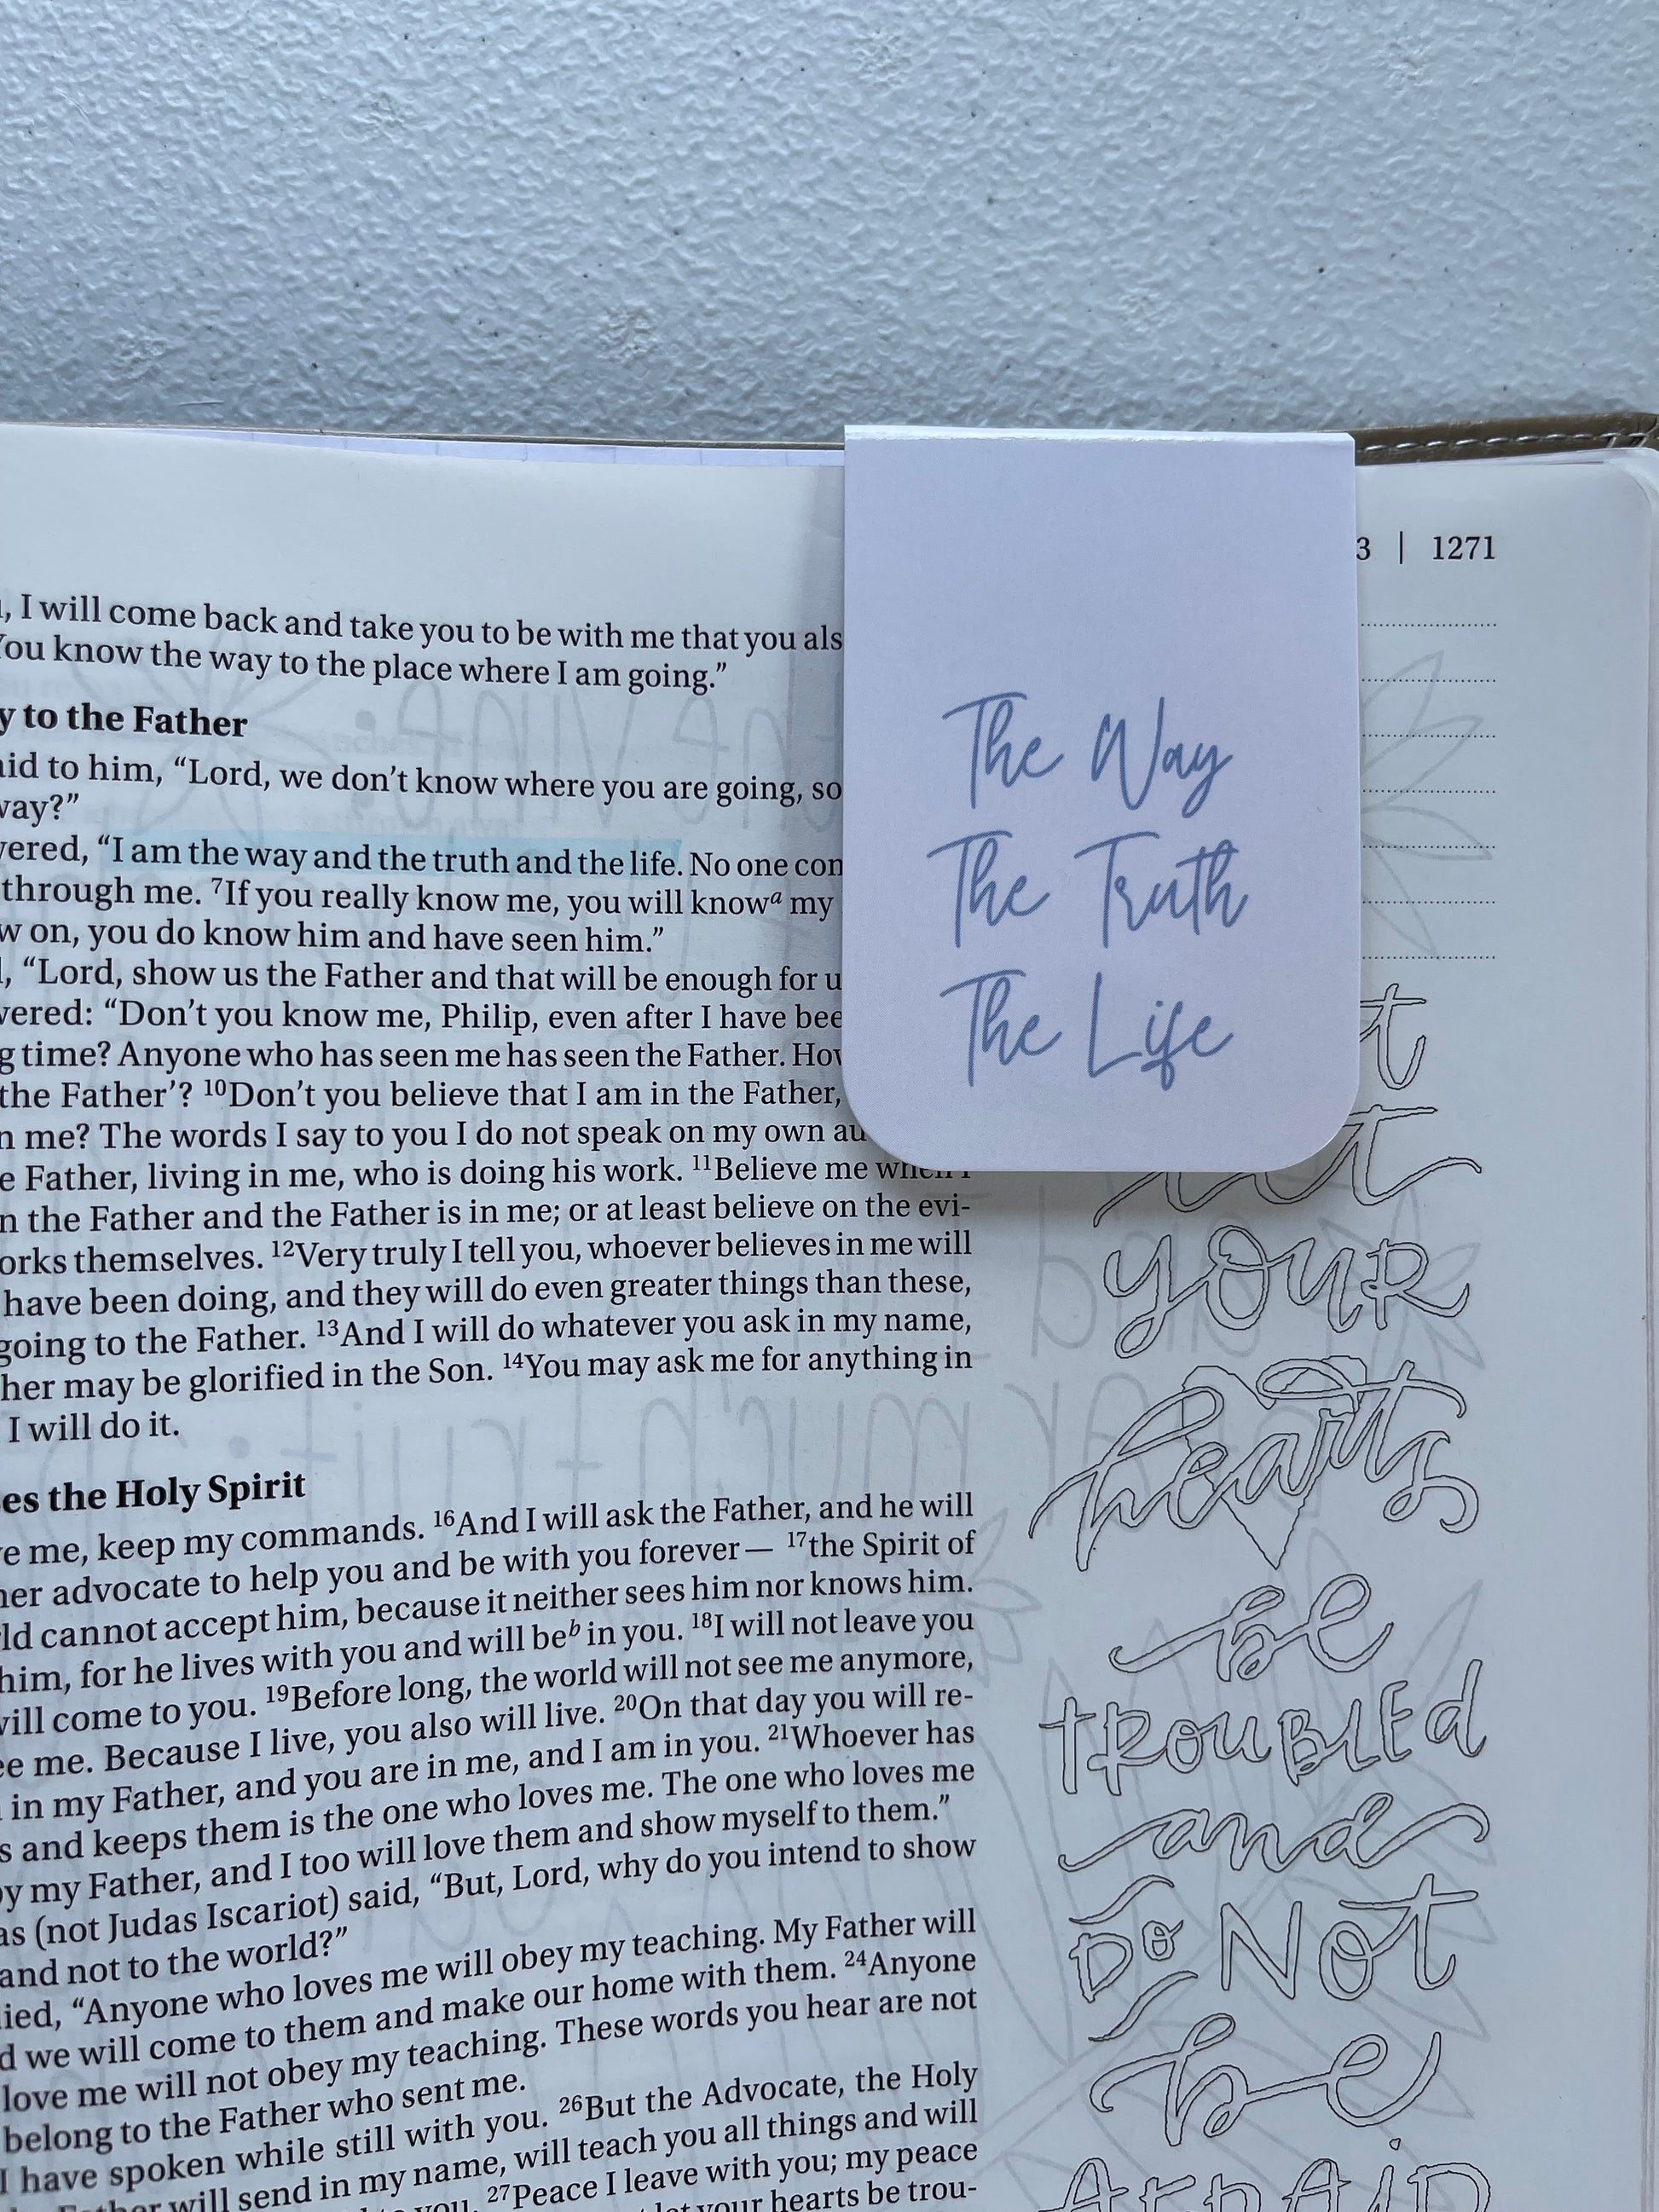 3 | 1271
, I will come back and take you to be with me that you als
You know the way to the place where I am going.”
y to the Father
aid to him, “Lord, we don’t know where you are going, so
way?”
vered, “I am the way and the truth and the life. No one con
through me. ⁷If you really know me, you will knowᵃ my
w on, you do know him and have seen him.”
, “Lord, show us the Father and that will be enough for u
vered: “Don’t you know me, Philip, even after I have bee
g time? Anyone who has seen me has seen the Father. How
the Father’? ¹⁰Don’t you believe that I am in the Father,
n me? The words I say to you I do not speak on my own au
e Father, living in me, who is doing his work. ¹¹Believe me when I
n the Father and the Father is in me; or at least believe on the evi-
orks themselves. ¹²Very truly I tell you, whoever believes in me will
have been doing, and they will do even greater things than these,
going to the Father. ¹³And I will do whatever you ask in my name,
her may be glorified in the Son. ¹⁴You may ask me for anything in
I will do it.
es the Holy Spirit
ve me, keep my commands. ¹⁶And I will ask the Father, and he will
her advocate to help you and be with you forever— ¹⁷the Spirit of
ld cannot accept him, because it neither sees him nor knows him.
him, for he lives with you and will beᵇ in you. ¹⁸I will not leave you
will come to you. ¹⁹Before long, the world will not see me anymore,
ee me. Because I live, you also will live. ²⁰On that day you will re-
in my Father, and you are in me, and I am in you. ²¹Whoever has
s and keeps them is the one who loves me. The one who loves me
by my Father, and I too will love them and show myself to them.”
as (not Judas Iscariot) said, “But, Lord, why do you intend to show
and not to the world?”
lied, “Anyone who loves me will obey my teaching. My Father will
d we will come to them and make our home with them. ²⁴Anyone
love me will not obey my teaching. These words you hear are not
belong to the Father who sent me.
I have spoken while still with you. ²⁶But the Advocate, the Holy
Father will send in my name, will teach you all things and will
you. ²⁷Peace I leave with you; my peace
let your hearts be trou-
The Way
The Truth
The Life
t
your
hearts
be
TROUBLEd
and
Do Not
be
AfRAID